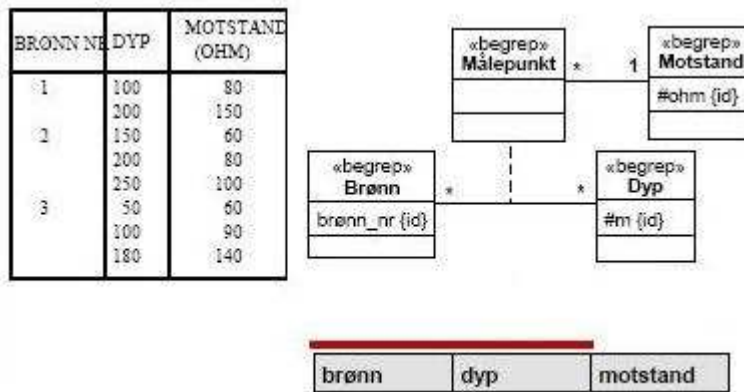 BRØNN NR DYP MOTSTAND (OHM)
1 100 80
200 150
2 150 60
200 80
250 100
3 50 60
100 90
180 140
«begrep»
Målepunkt
* 1
«begrep»
Motstand
#ohm {id}
«begrep»
Brønn
brønn_nr {id}
* *
«begrep»
Dyp
#m {id}
brønn dyp motstand